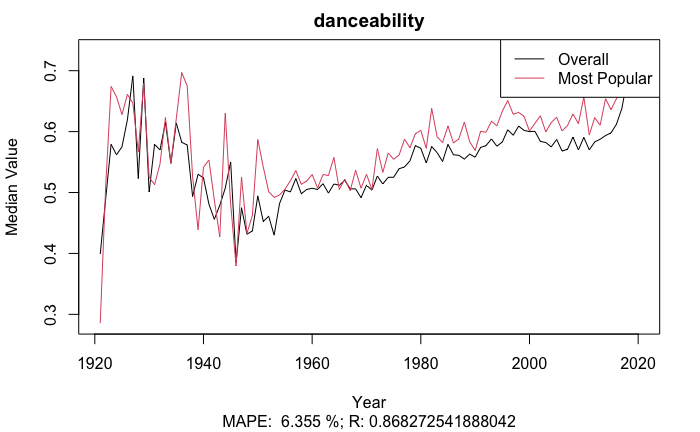 danceability
Overall
Most Popular
Median Value
0.7
0.6
0.5
0.4
0.3
1920 1940 1960 1980 2000 2020
Year
MAPE:  6.355 %; R: 0.868272541888042